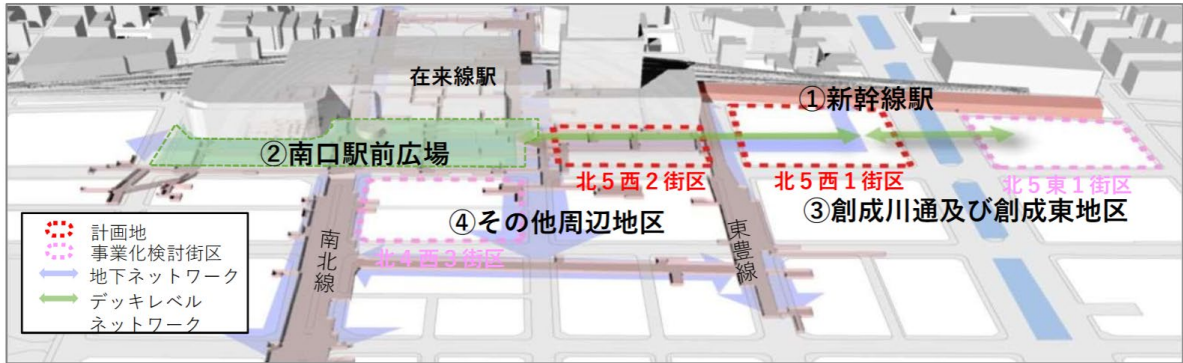 在来線駅
①新幹線駅
②南口駅前広場
北5西2街区
北5西1街区
北5東1街区
③創成川通及び創成東地区
④その他周辺地区
北4西3街区
南北線
東豊線
計画地
事業化検討街区
地下ネットワーク
デッキレベル
ネットワーク